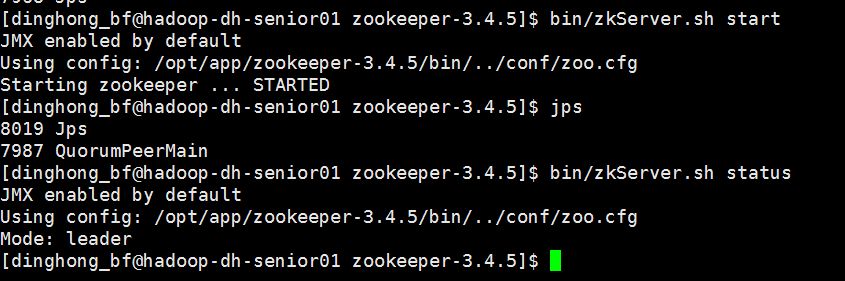 [dinghong_bf@hadoop-dh-senior01 zookeeper-3.4.5]$ bin/zkServer.sh start
JMX enabled by default
Using config: /opt/app/zookeeper-3.4.5/bin/../conf/zoo.cfg
Starting zookeeper ... STARTED
[dinghong_bf@hadoop-dh-senior01 zookeeper-3.4.5]$ jps
8019 Jps
7987 QuorumPeerMain
[dinghong_bf@hadoop-dh-senior01 zookeeper-3.4.5]$ bin/zkServer.sh status
JMX enabled by default
Using config: /opt/app/zookeeper-3.4.5/bin/../conf/zoo.cfg
Mode: leader
[dinghong_bf@hadoop-dh-senior01 zookeeper-3.4.5]$